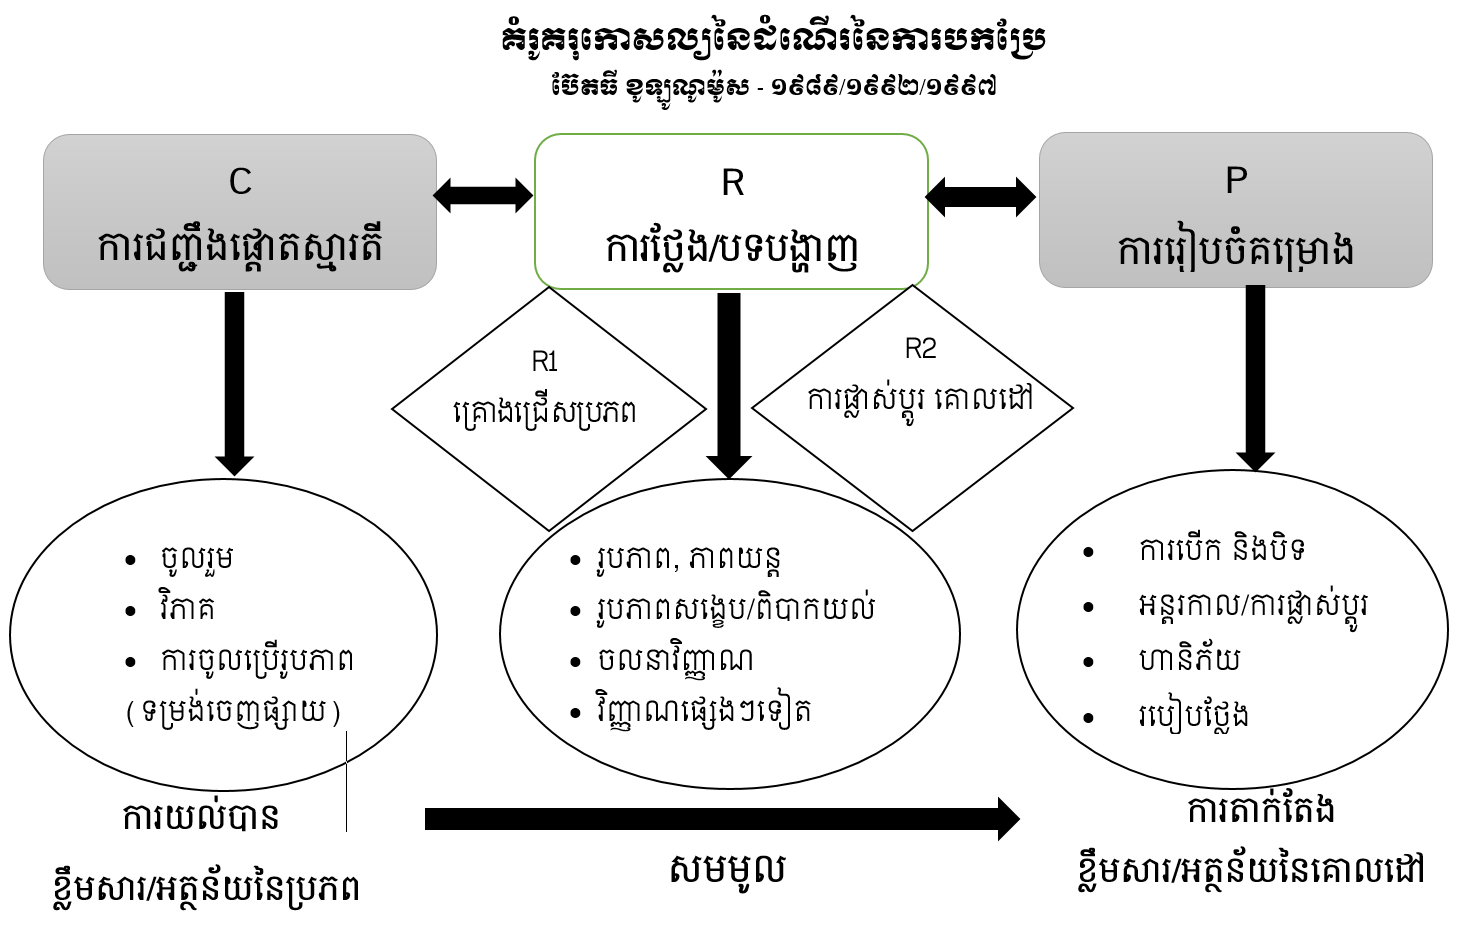 គំរូគរុកោសល្យនៃដំណើរនៃការបកប្រែ
ប៊ែតធី ខូឡូណូម៉ូស - ១៩៨៩/១៩៩២/១៩៩៧
C
ការជញ្ជឹងផ្តោតស្មារតី
R
ការថ្លែង/បទបង្ហាញ
P
ការរៀបចំគម្រោង
R1
គ្រោងជ្រើសប្រភព
R2
ការផ្លាស់ប្តូរ គោលដៅ
• ចូលរួម
• វិភាគ
• ការចូលប្រើរូបភាព
(ទម្រង់ចេញផ្សាយ)
• រូបភាព, ភាពយន្ត
• រូបភាពសង្ខេប/ពិបាកយល់
• ចលនាវិញ្ញាណ
• វិញ្ញាណផ្សេងៗទៀត
• ការបើក និងបិទ
• អន្តរកាល/ការផ្លាស់ប្តូរ
• ហានិភ័យ
• របៀបថ្លែង
ការយល់បាន
ខ្លឹមសារ/អត្ថន័យនៃប្រភព
សមមូល
ការតាក់តែង
ខ្លឹមសារ/អត្ថន័យនៃគោលដៅ